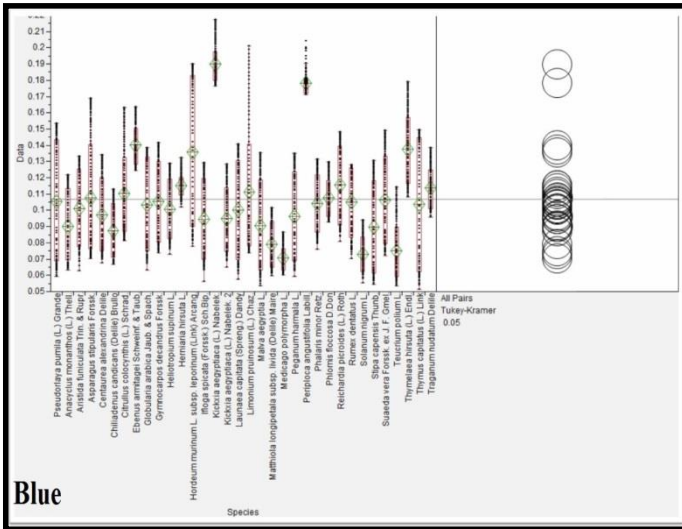 0.22
0.21
0.2
0.19
0.18
0.17
0.16
0.15
0.14
0.13
0.12
0.11
0.1
0.09
0.08
0.07
0.06
0.05
Data
Pseudorlaya pumila (L.) Grande
Anacyclus monanthos (L.) Thell.
Aristida funiculata Trin. & Rupr.
Asparagus stipularis Forssk.
Centaurea alexandrina Delile
Chiliadenus candicans (Delile) Brullo
Citrullus colocynthis (L.) Schrad.
Ebenus armitagei Schweinf. & Taub.
Globularia arabica Jaub. & Spach
Gymnocarpos decandrus Forssk.
Heliotropium supinum L.
Herniaria hirsuta L.
Hordeum murinum L. subsp. leporinum (Link) Arcang.
Ifloga spicata (Forssk.) Sch.Bip.
Kickxia aegyptiaca (L.) Nabelek.
Kickxia aegyptiaca (L.) Nabelek. 2
Launaea capitata (Spreng.) Dandy
Limonium pruinosum (L.) Chaz.
Malva aegyptia L.
Matthiola longipetala subsp. livida (Delile) Maire
Medicago polymorpha L.
Peganum harmala L.
Periploca angustifolia Labill.
Phalaris minor Retz.
Phlomis floccosa D.Don
Reichardia picroides (L.) Roth
Rumex dentatus L.
Solanum nigrum L.
Stipa capensis Thunb.
Suaeda vera Forssk. ex J.F. Gmel.
Teucrium polium L.
Thymelaea hirsuta (L.) Endl.
Thymus capitatus (L.) Link
Traganum nudatum Delile
All Pairs
Tukey-Kramer
0.05
Blue
Species